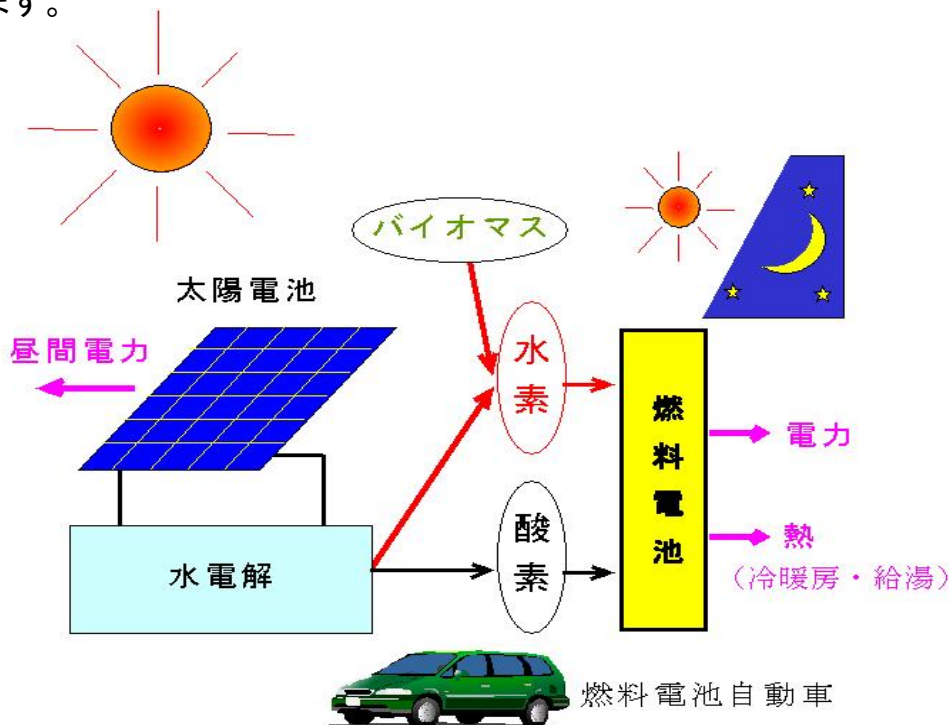 ます。
バイオマス
太陽電池
昼間電力
水素
燃料電池
電力
酸素
熱
(冷暖房・給湯)
水電解
燃料電池自動車